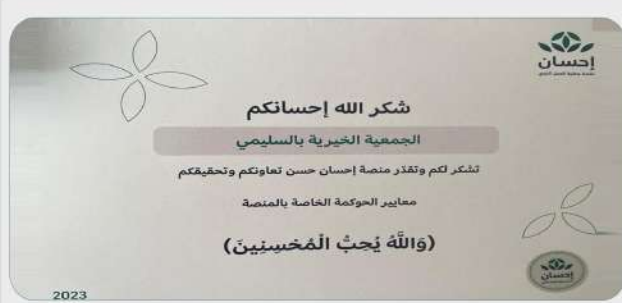 إحسان
شكر الله إحسانكم
الجمعية الخيرية بالسليمي
تشكر لكم وتقدّر منصة إحسان حسن تعاونكم وتحقيقكم
معايير الحوكمة الخاصة بالمنصة
(وَاللَّهُ يُحِبُّ الْمُحْسِنِينَ)
إحسان
2023